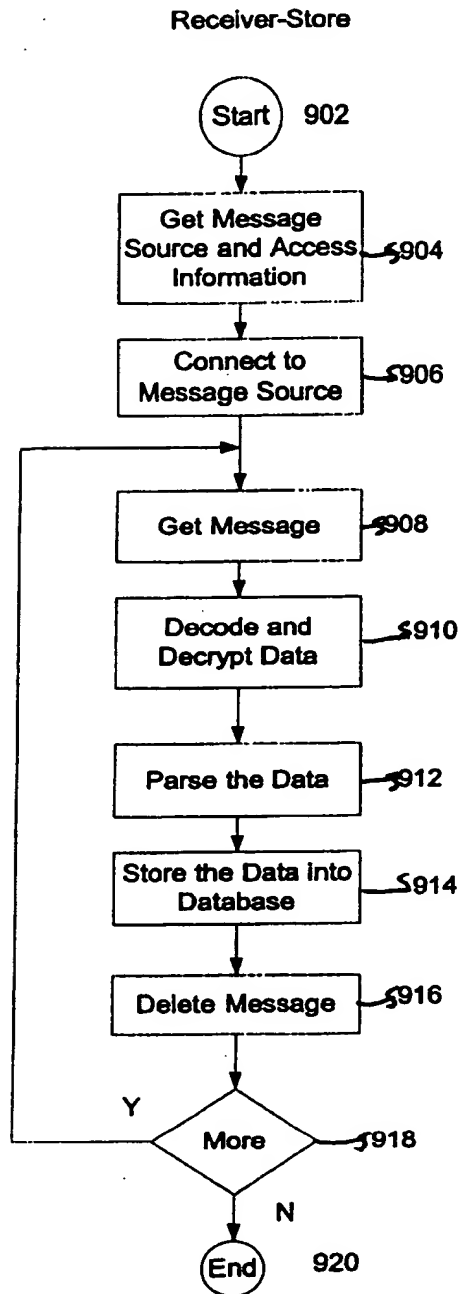 Receiver-Store
Start 902
Get Message
Source and Access
Information
904
Connect to
Message Source
906
Get Message
908
Decode and
Decrypt Data
910
Parse the Data
912
Store the Data into
Database
914
Delete Message
916
Y
More
918
N
End 920